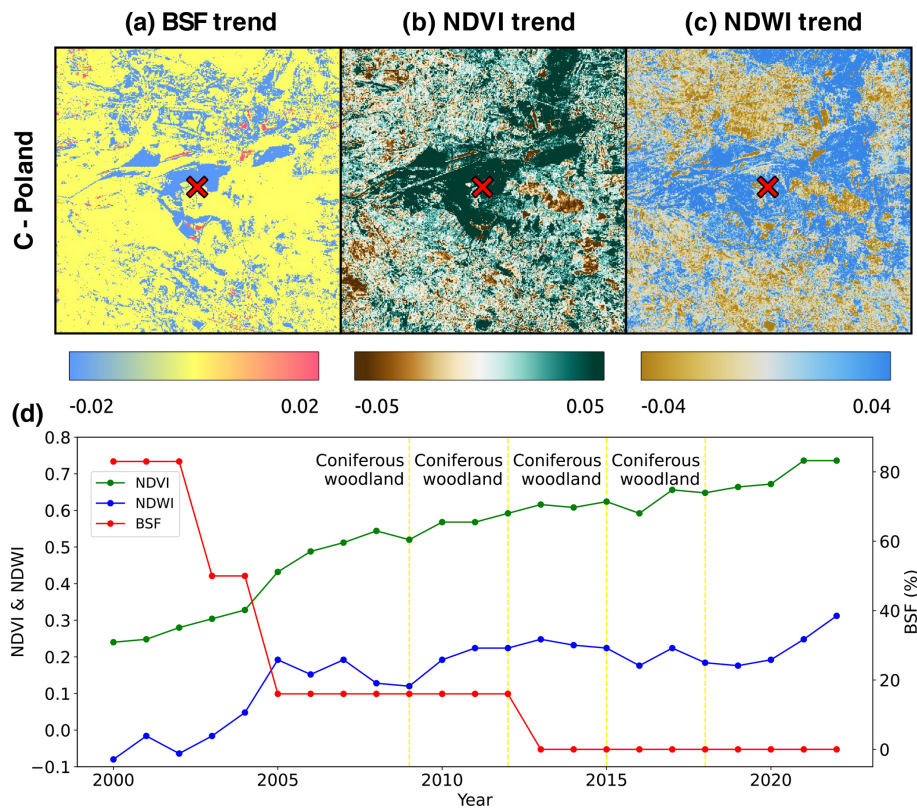 (a) BSF trend
(b) NDVI trend
(c) NDWI trend
C - Poland
-0.02 0.02
-0.05 0.05
-0.04 0.04
(d)
NDVI
NDWI
BSF
Coniferous
woodland
Coniferous
woodland
Coniferous
woodland
Coniferous
woodland
0.8
0.7
0.6
0.5
0.4
0.3
0.2
0.1
0.0
−0.1
NDVI & NDWI
80
60
40
20
0
BSF (%)
2000 2005 2010 2015 2020
Year